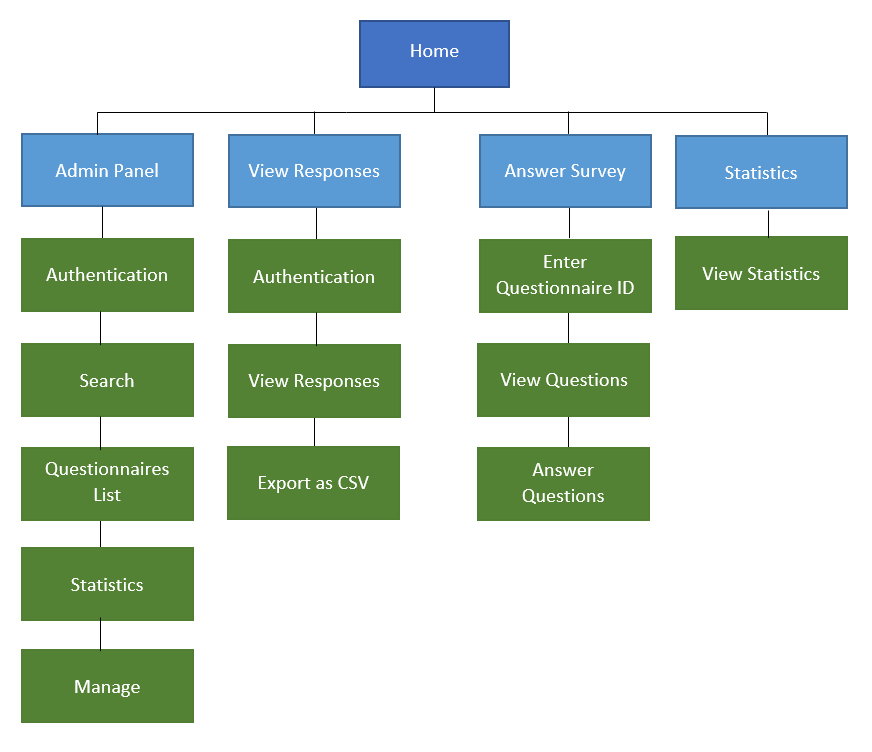 Home
Admin Panel
View Responses
Answer Survey
Statistics
Authentication
Authentication
Enter
Questionnaire ID
View Statistics
Search
View Responses
View Questions
Questionnaires
List
Export as CSV
Answer
Questions
Statistics
Manage